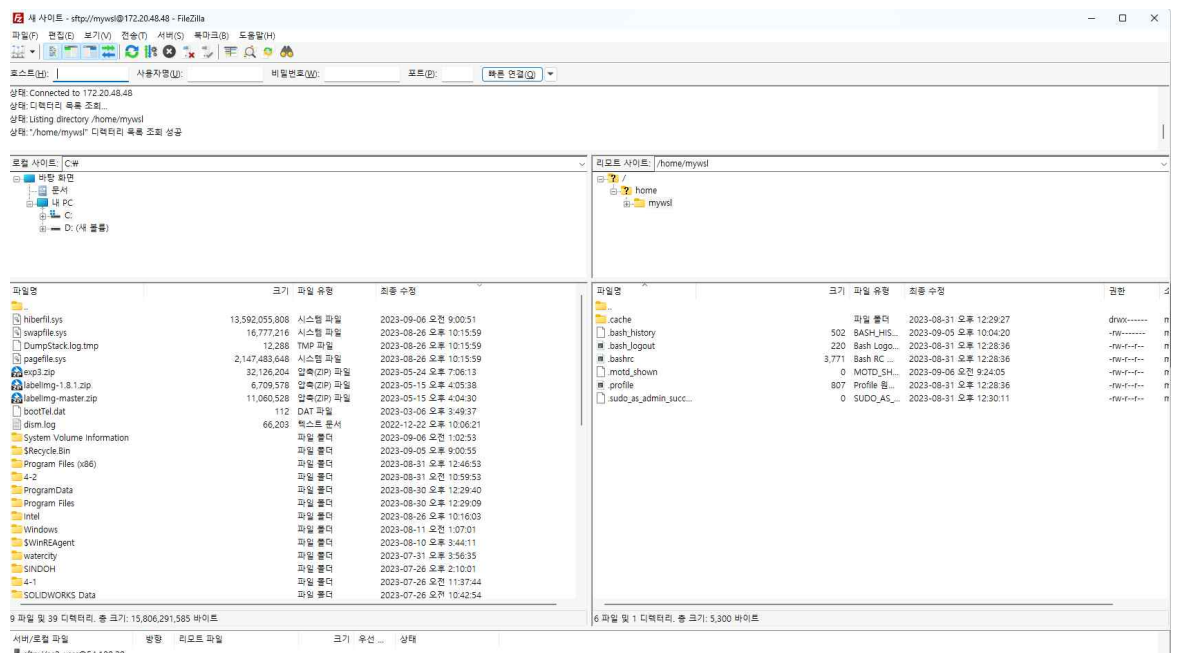 새 사이트 - sftp://mywsl@172.20.48.48 - FileZilla
파일(F) 편집(E) 보기(V) 전송(T) 서버(S) 북마크(B) 도움말(H)
호스트(H): 사용자명(U): 비밀번호(W): 포트(P): 빠른 연결(Q)
상태: Connected to 172.20.48.48
상태: 디렉터리 목록 조회...
상태: Listing directory /home/mywsl
상태: "/home/mywsl" 디렉터리 목록 조회 성공
로컬 사이트: C:₩
바탕 화면
문서
내 PC
C:
D: (새 볼륨)
리모트 사이트: /home/mywsl
/
home
mywsl
파일명 크기 파일 유형 최종 수정
..
hiberfil.sys 13,592,055,808 시스템 파일 2023-09-06 오전 9:00:51
swapfile.sys 16,777,216 시스템 파일 2023-08-26 오후 10:15:59
DumpStack.log.tmp 12,288 TMP 파일 2023-08-26 오후 10:15:59
pagefile.sys 2,147,483,648 시스템 파일 2023-08-26 오후 10:15:59
exp3.zip 32,126,204 압축(ZIP) 파일 2023-05-24 오후 7:06:13
labelImg-1.8.1.zip 6,709,578 압축(ZIP) 파일 2023-05-15 오후 4:05:38
labelimg-master.zip 11,060,528 압축(ZIP) 파일 2023-05-15 오후 4:04:30
bootTel.dat 112 DAT 파일 2023-03-06 오후 3:49:37
dism.log 66,203 텍스트 문서 2022-12-22 오후 10:06:21
System Volume Information 파일 폴더 2023-09-06 오전 1:02:53
$Recycle.Bin 파일 폴더 2023-09-05 오후 9:00:55
Program Files (x86) 파일 폴더 2023-08-31 오후 12:46:53
4-2 파일 폴더 2023-08-31 오전 10:59:53
ProgramData 파일 폴더 2023-08-30 오후 12:29:40
Program Files 파일 폴더 2023-08-30 오후 12:29:09
Intel 파일 폴더 2023-08-26 오후 10:16:03
Windows 파일 폴더 2023-08-11 오전 1:07:01
$WinREAgent 파일 폴더 2023-08-10 오후 3:44:11
watercity 파일 폴더 2023-07-31 오후 3:56:35
SINDOH 파일 폴더 2023-07-26 오후 2:10:01
4-1 파일 폴더 2023-07-26 오전 11:37:44
SOLIDWORKS Data 파일 폴더 2023-07-26 오전 10:42:54
9 파일 및 39 디렉터리. 총 크기: 15,806,291,585 바이트
파일명 크기 파일 유형 최종 수정 권한
..
.cache 파일 폴더 2023-08-31 오후 12:29:27 drwx------
.bash_history 502 BASH_HIS... 2023-09-05 오후 10:04:20 -rw-------
.bash_logout 220 Bash Logo... 2023-08-31 오후 12:28:36 -rw-r--r--
.bashrc 3,771 Bash RC ... 2023-08-31 오후 12:28:36 -rw-r--r--
.motd_shown 0 MOTD_SH... 2023-09-06 오전 9:24:05 -rw-r--r--
.profile 807 Profile 원... 2023-08-31 오후 12:28:36 -rw-r--r--
.sudo_as_admin_succ... 0 SUDO_AS_... 2023-08-31 오후 12:30:11 -rw-r--r--
6 파일 및 1 디렉터리. 총 크기: 5,300 바이트
서버/로컬 파일 방향 리모트 파일 크기 우선 ... 상태